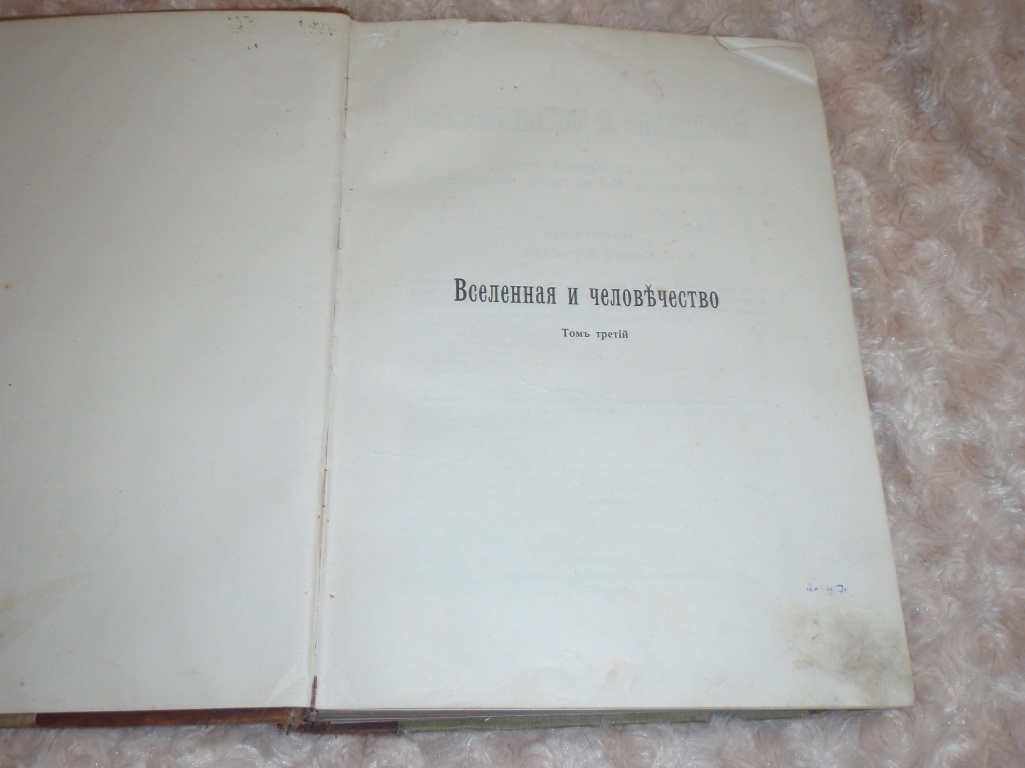 Вселенная и человѣчество
Томъ третій